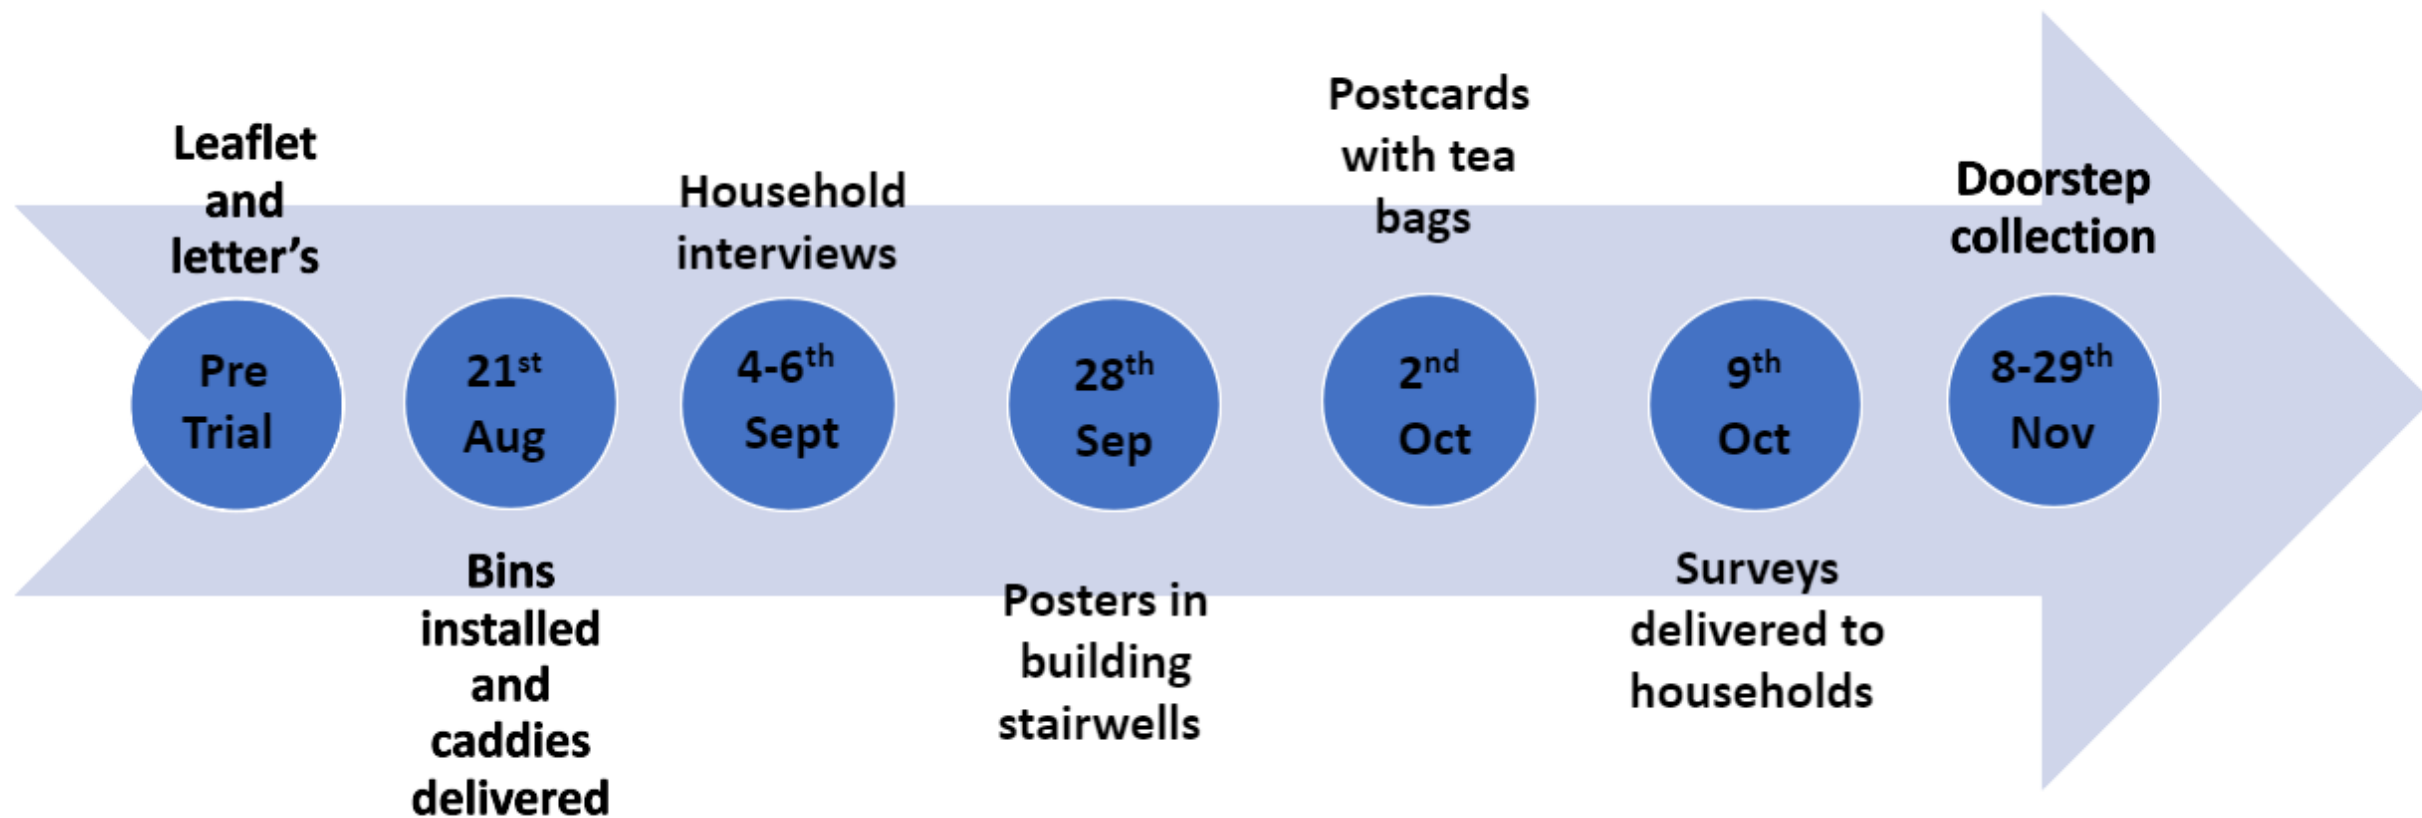 Leaflet
and
letter’s
Pre
Trial
21st
Aug
Bins
installed
and
caddies
delivered
Household
interviews
4-6th
Sept
28th
Sep
Posters in
building
stairwells
Postcards
with tea
bags
2nd
Oct
9th
Oct
Surveys
delivered to
households
Doorstep
collection
8-29th
Nov